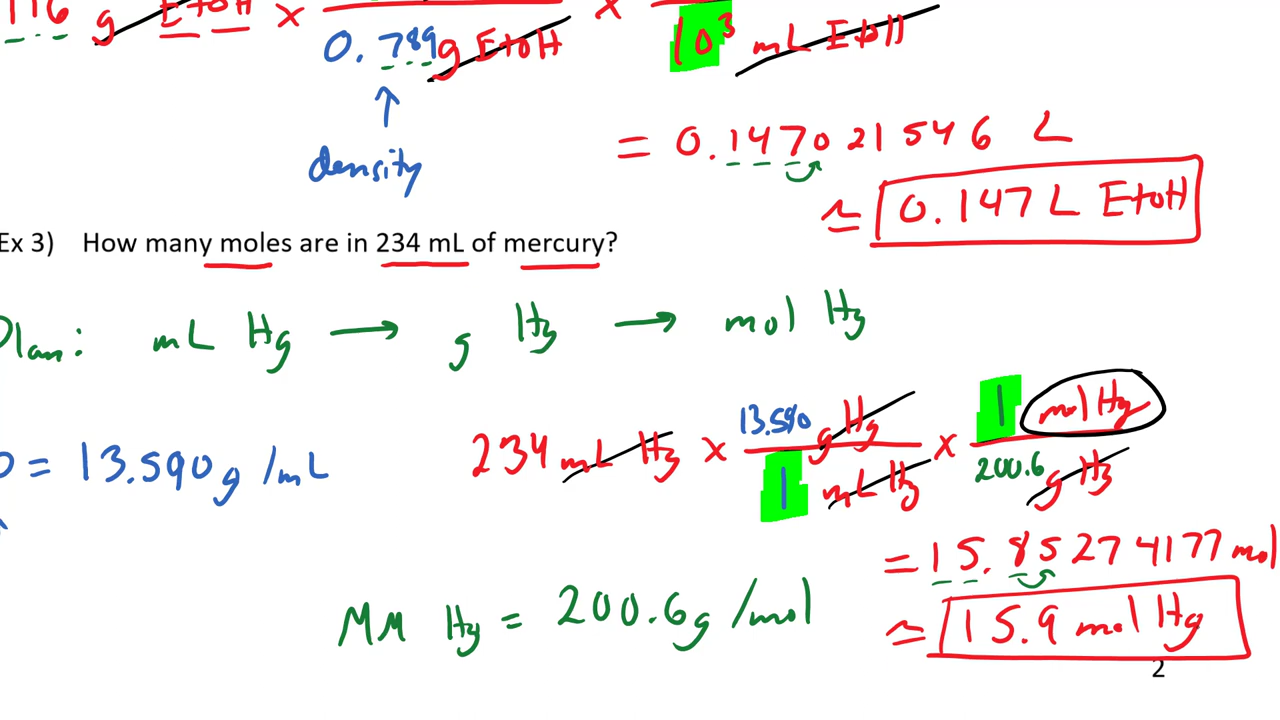 116 g EtOH × 0.789 g EtOH × 10³ mL EtOH
density
= 0.147021546 L
≃ 0.147 L EtOH
Ex 3) How many moles are in 234 mL of mercury?
Plan: mL Hg → g Hg → mol Hg
D = 13.590 g/mL
234 mL Hg × 13.590 g Hg / 1 mL Hg × 1 mol Hg / 200.6 g Hg
= 15.85274177 mol
MM Hg = 200.6 g/mol
≃ 15.9 mol Hg
2